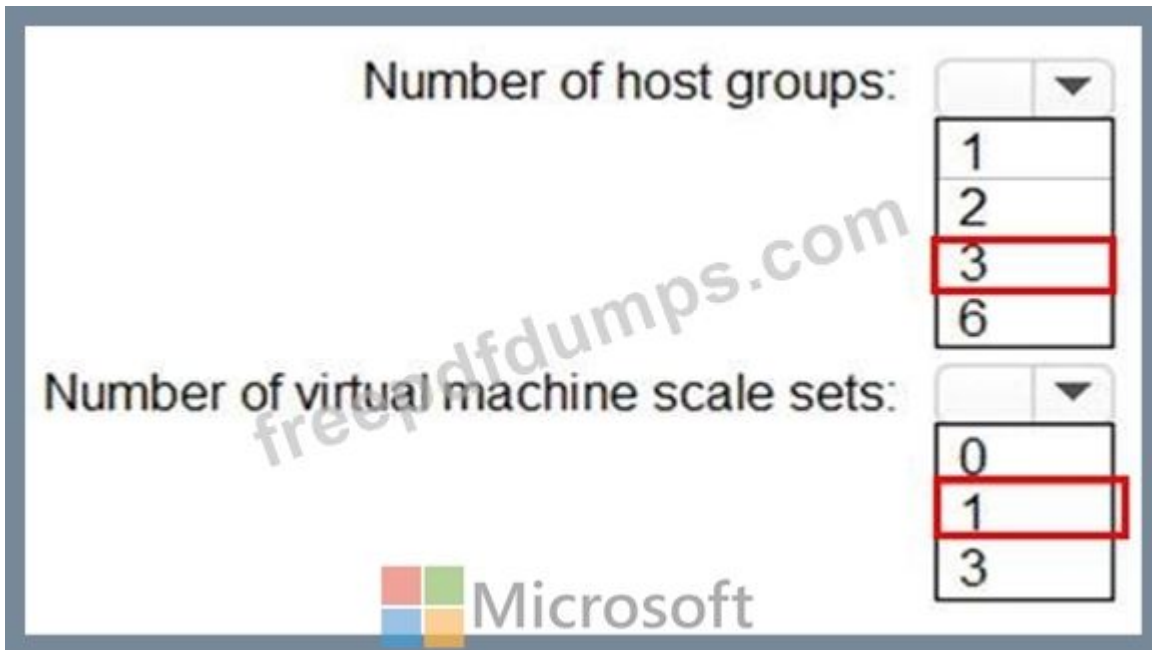 Number of host groups:
1
2
3
6
freepdfdumps.com
Number of virtual machine scale sets:
0
1
3
Microsoft